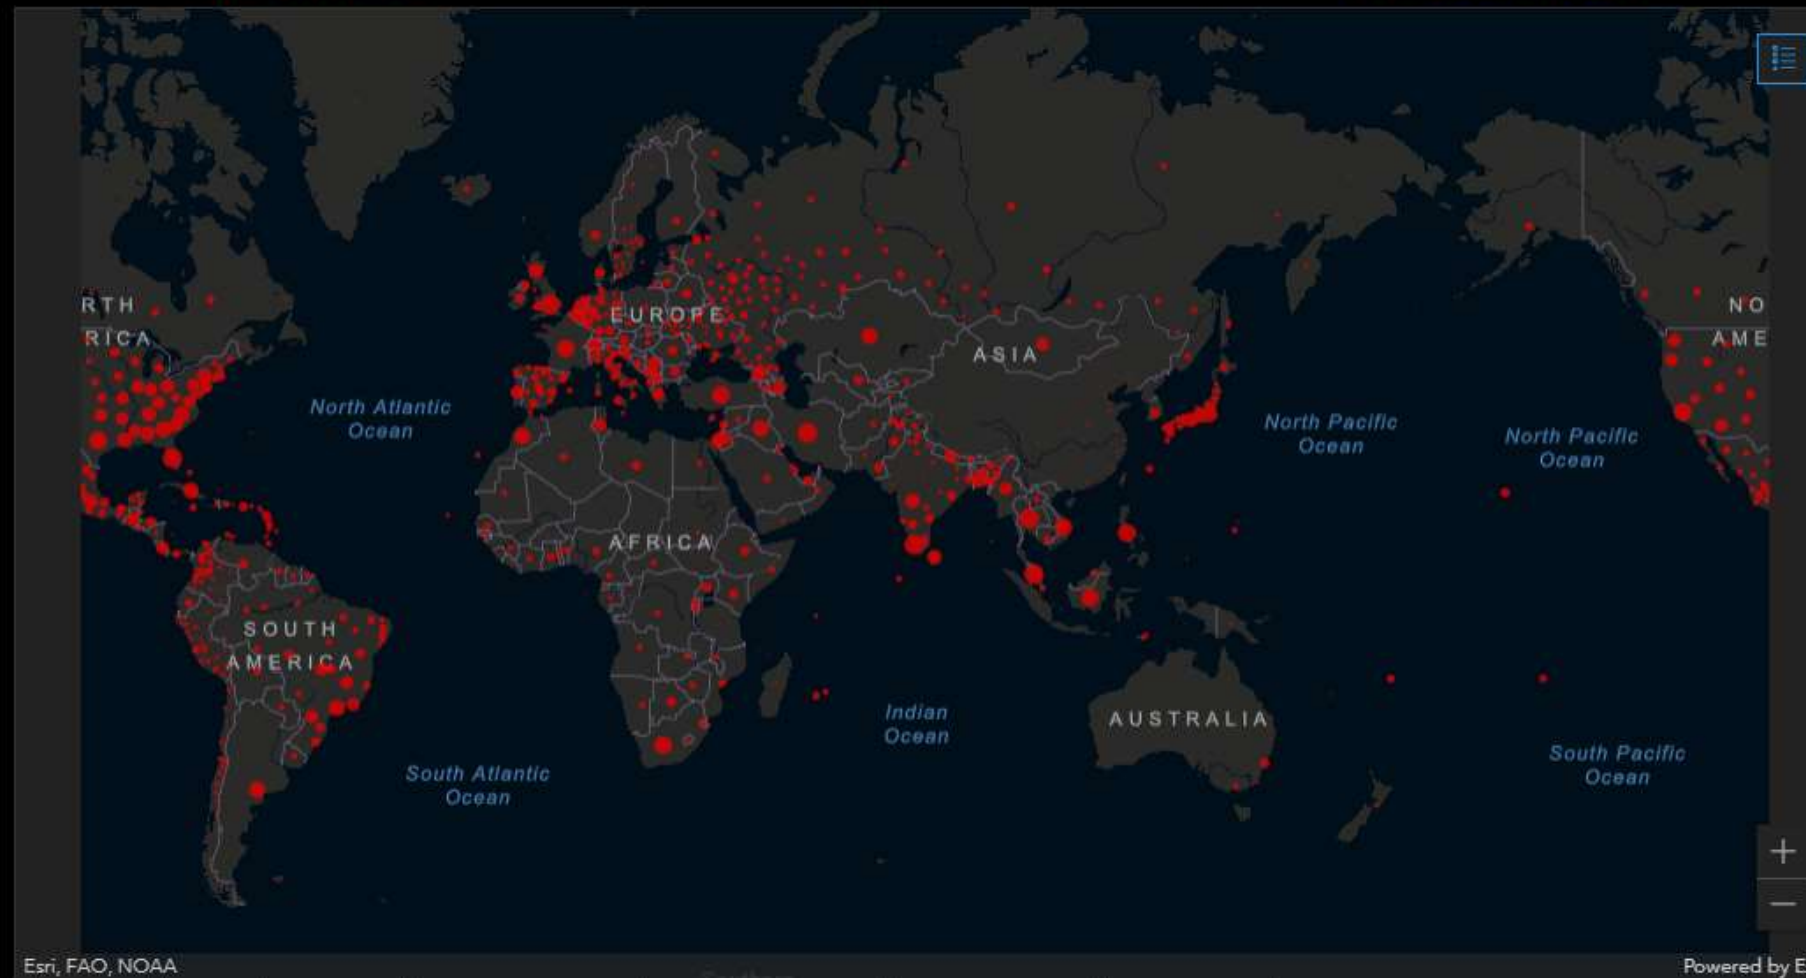 RTH
RICA
EUROPE
ASIA
NO
AME
North Atlantic
Ocean
North Pacific
Ocean
North Pacific
Ocean
AFRICA
SOUTH
AMERICA
Indian
Ocean
AUSTRALIA
South Atlantic
Ocean
South Pacific
Ocean
Esri, FAO, NOAA
Powered by E